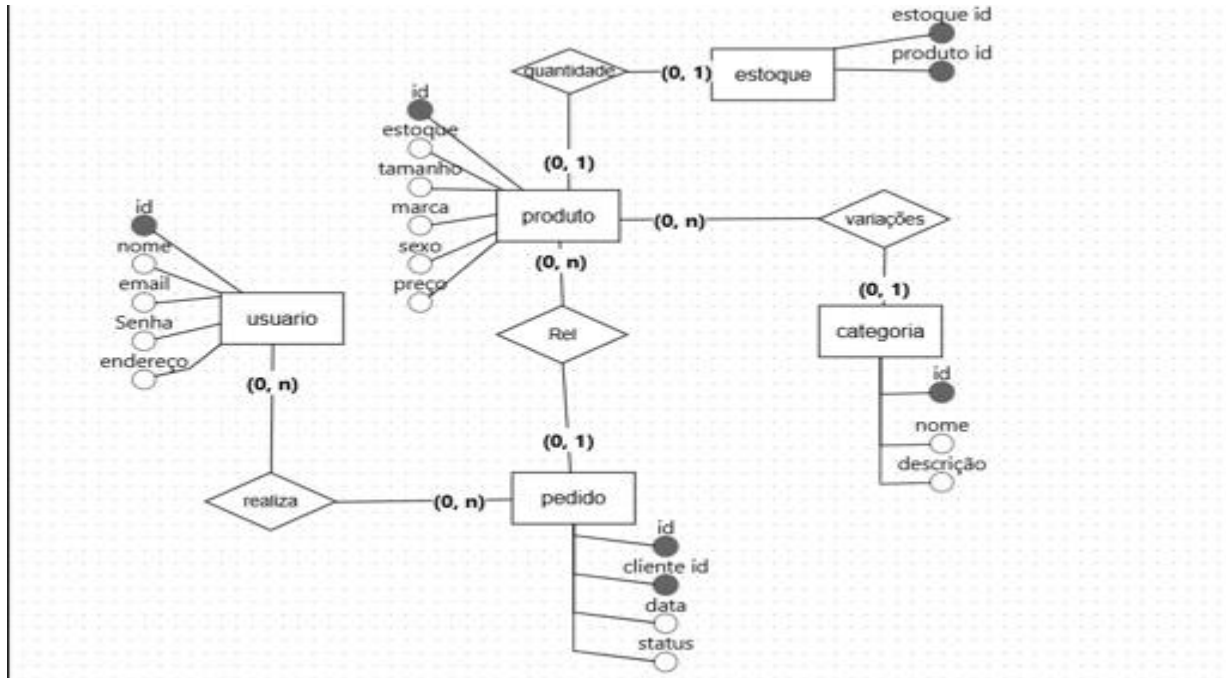 estoque id
produto id
quantidade
(0, 1)
estoque
id
estoque
tamanho
marca
sexo
preço
(0, 1)
produto
(0, n)
variações
(0, n)
(0, 1)
categoria
id
nome
descrição
id
nome
email
Senha
endereço
usuario
(0, n)
Rel
(0, 1)
realiza
(0, n)
pedido
id
cliente id
data
status